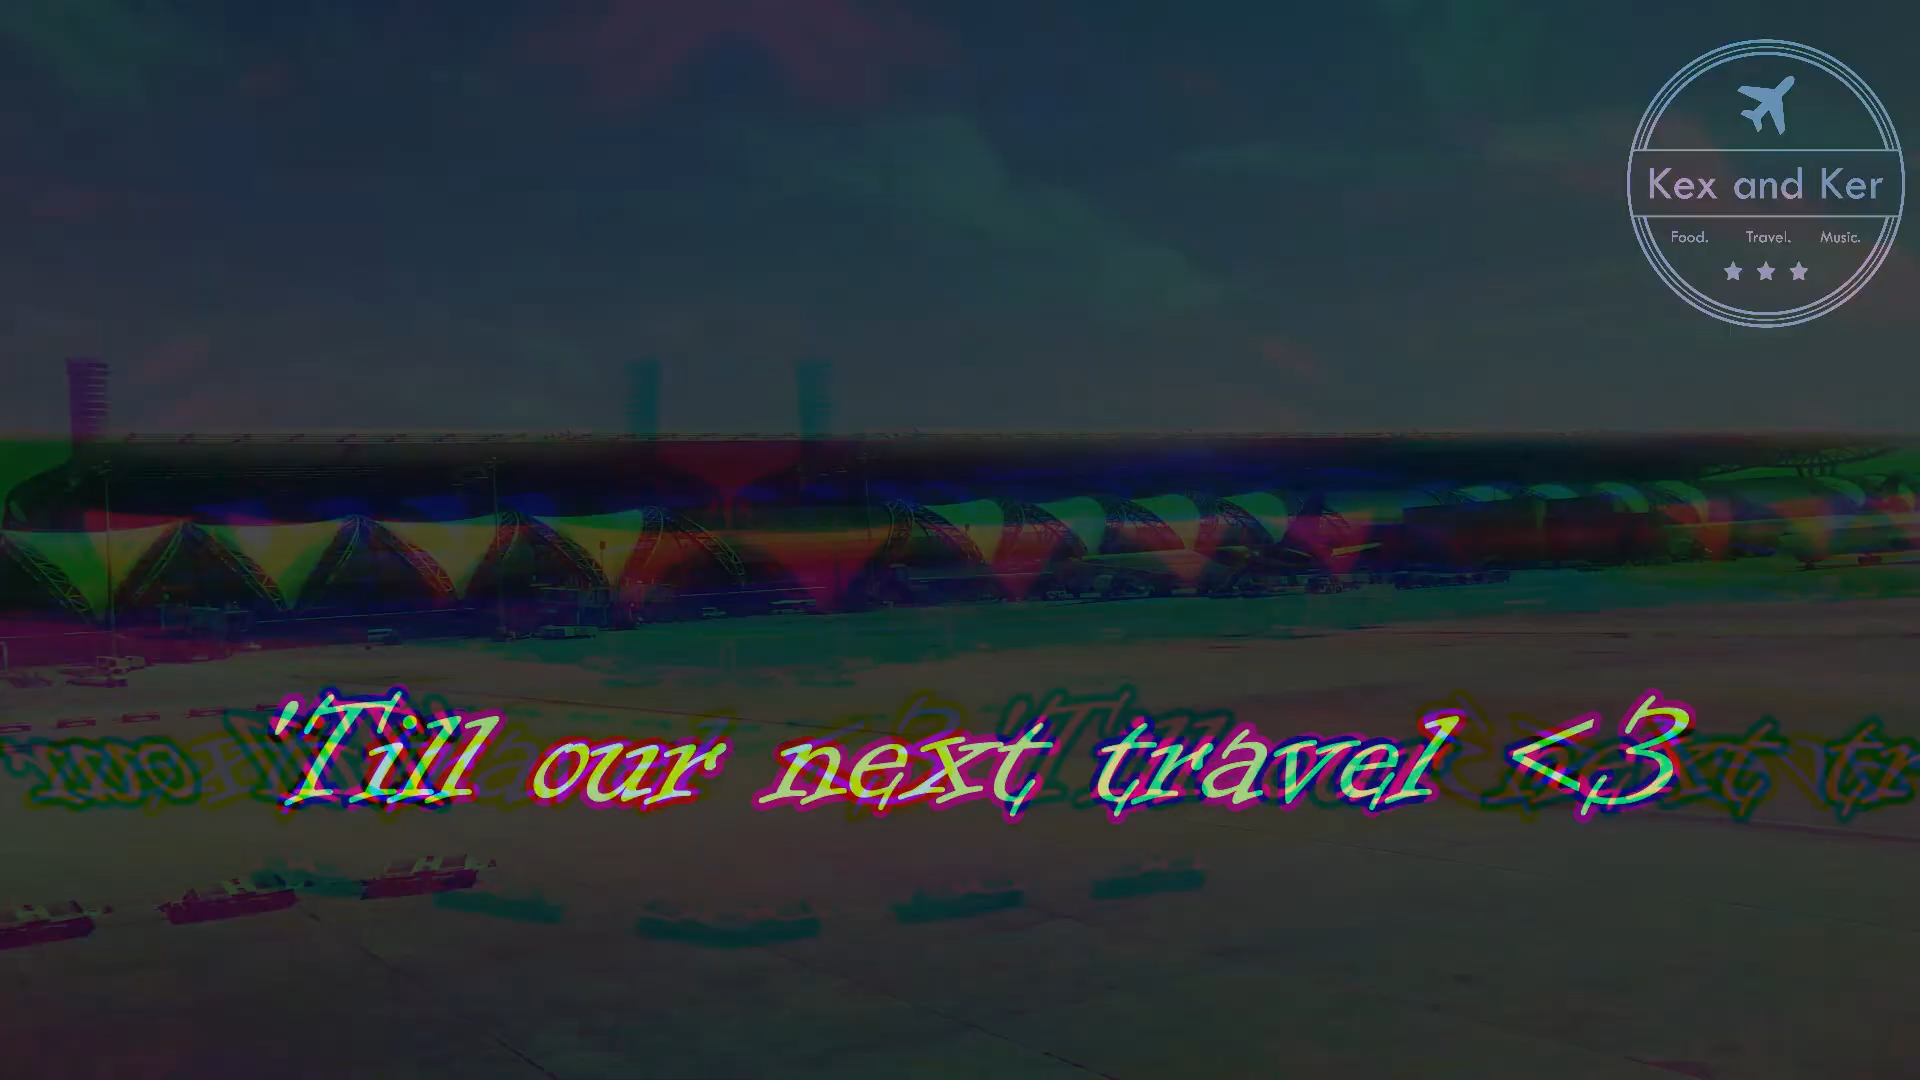 Kex and Ker
Food. Travel. Music.
'Till our next travel <3